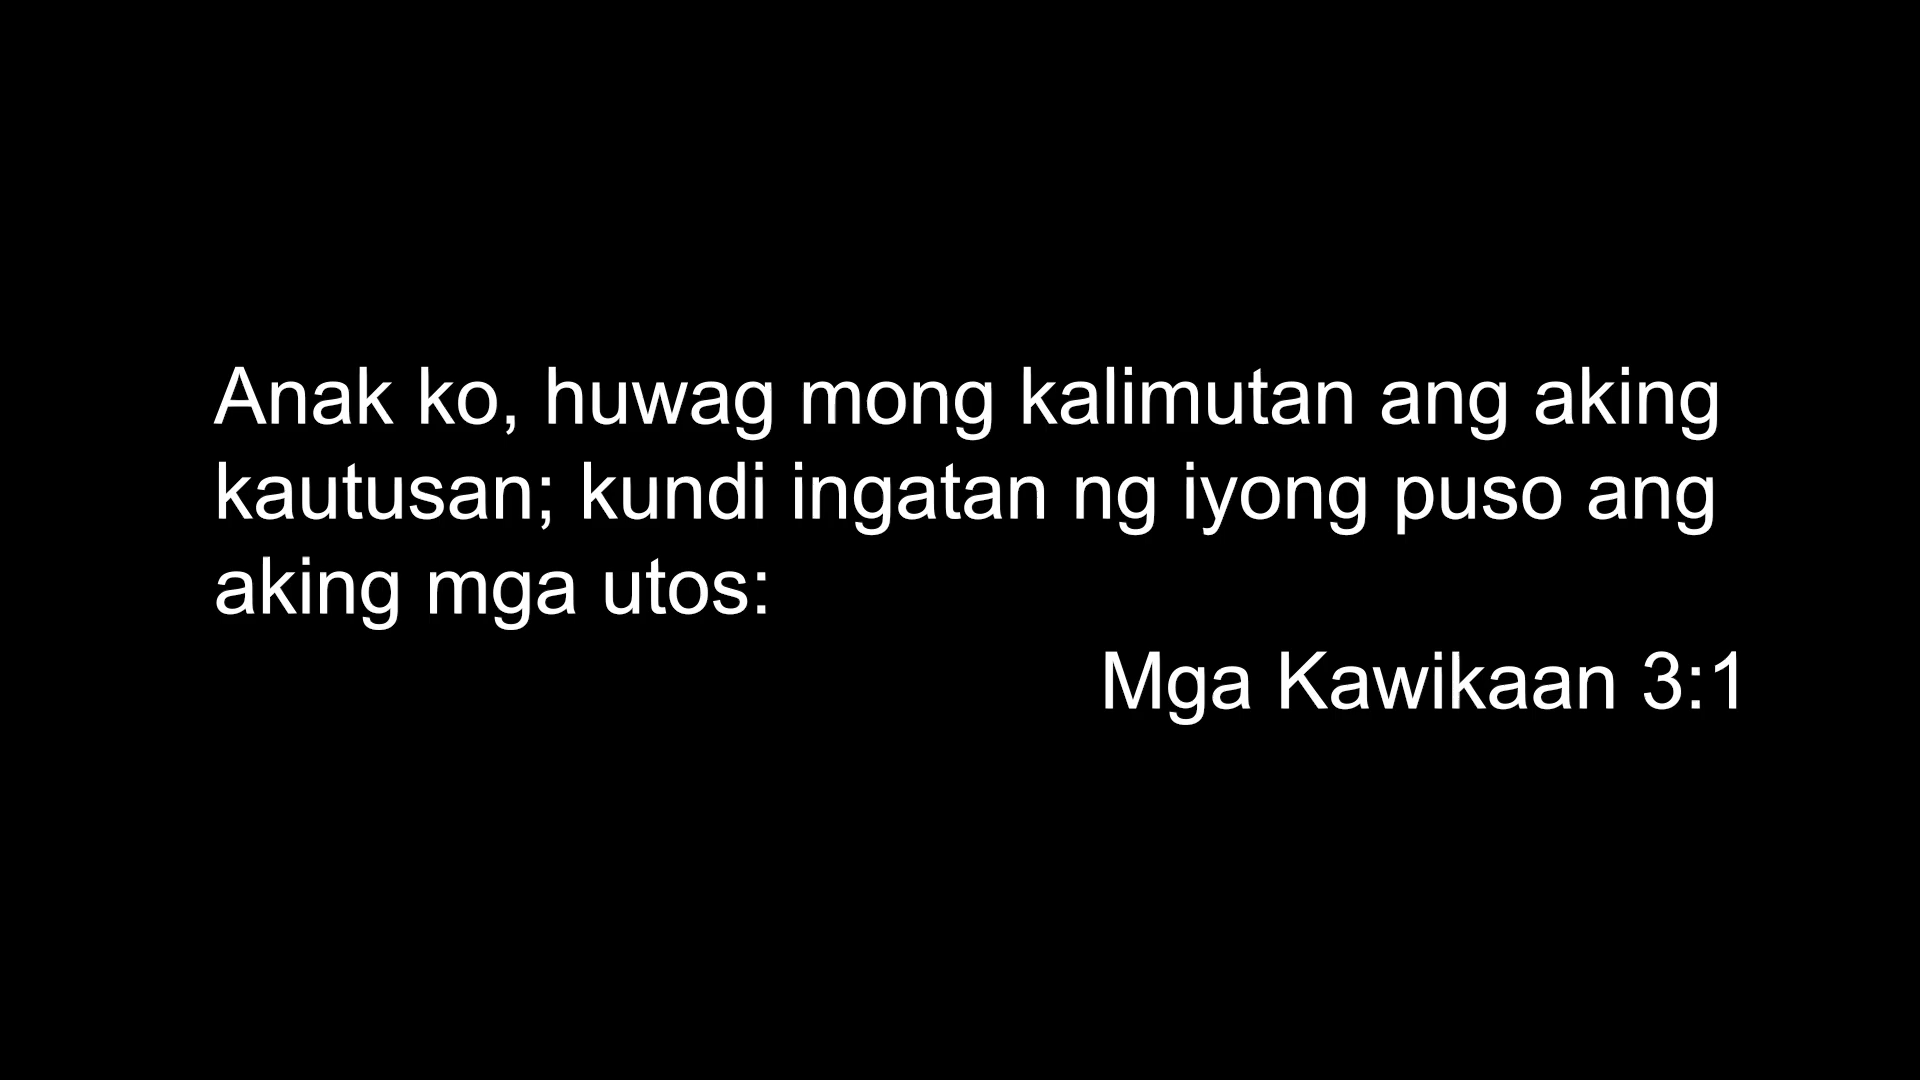 Anak ko, huwag mong kalimutan ang aking
kautusan; kundi ingatan ng iyong puso ang
aking mga utos:
Mga Kawikaan 3:1